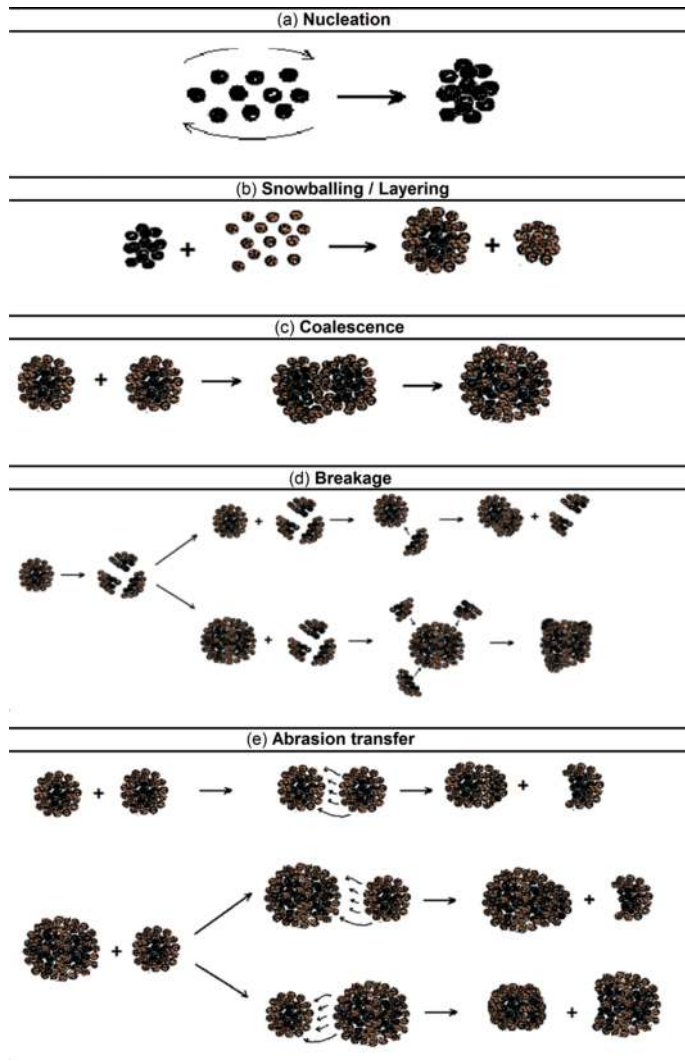 (a) Nucleation
(b) Snowballing / Layering
+
+
(c) Coalescence
+
(d) Breakage
+
+
+
(e) Abrasion transfer
+
+
+
+
+